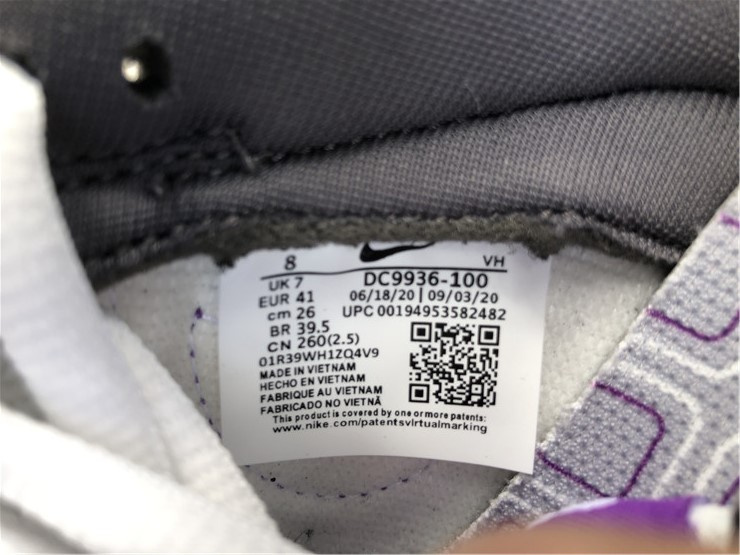 8 VH
UK 7 DC9936-100
EUR 41 06/18/20 | 09/03/20
cm 26 UPC 00194953582482
BR 39.5
CN 260(2.5)
01R39WH1ZQ4V9
MADE IN VIETNAM
HECHO EN VIETNAM
FABRIQUE AU VIETNAM
FABRICADO NO VIETNÃ
This product is covered by one or more patents:
www.nike.com/patentsvirtualmarking